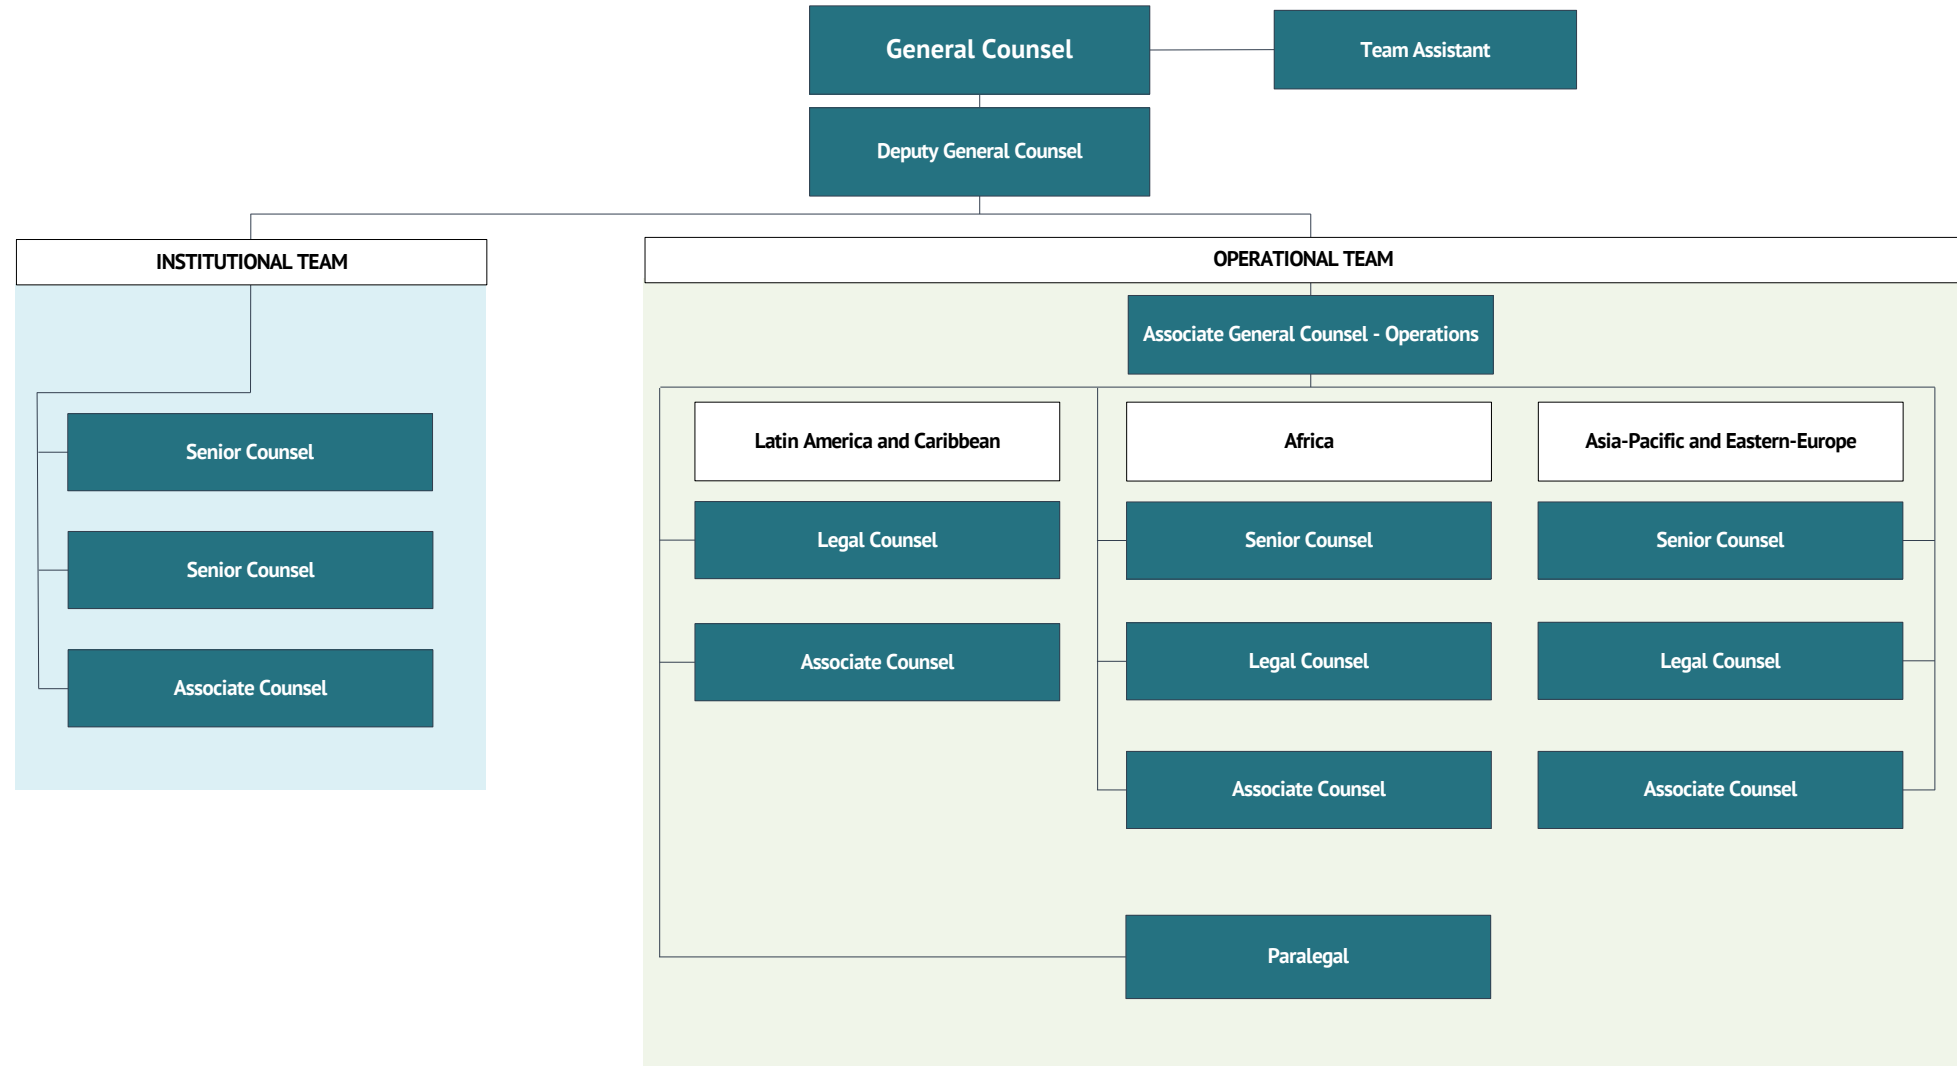 General Counsel
Team Assistant
Deputy General Counsel
INSTITUTIONAL TEAM
Senior Counsel
Senior Counsel
Associate Counsel
OPERATIONAL TEAM
Associate General Counsel - Operations
Latin America and Caribbean
Legal Counsel
Associate Counsel
Africa
Senior Counsel
Legal Counsel
Associate Counsel
Asia-Pacific and Eastern-Europe
Senior Counsel
Legal Counsel
Associate Counsel
Paralegal